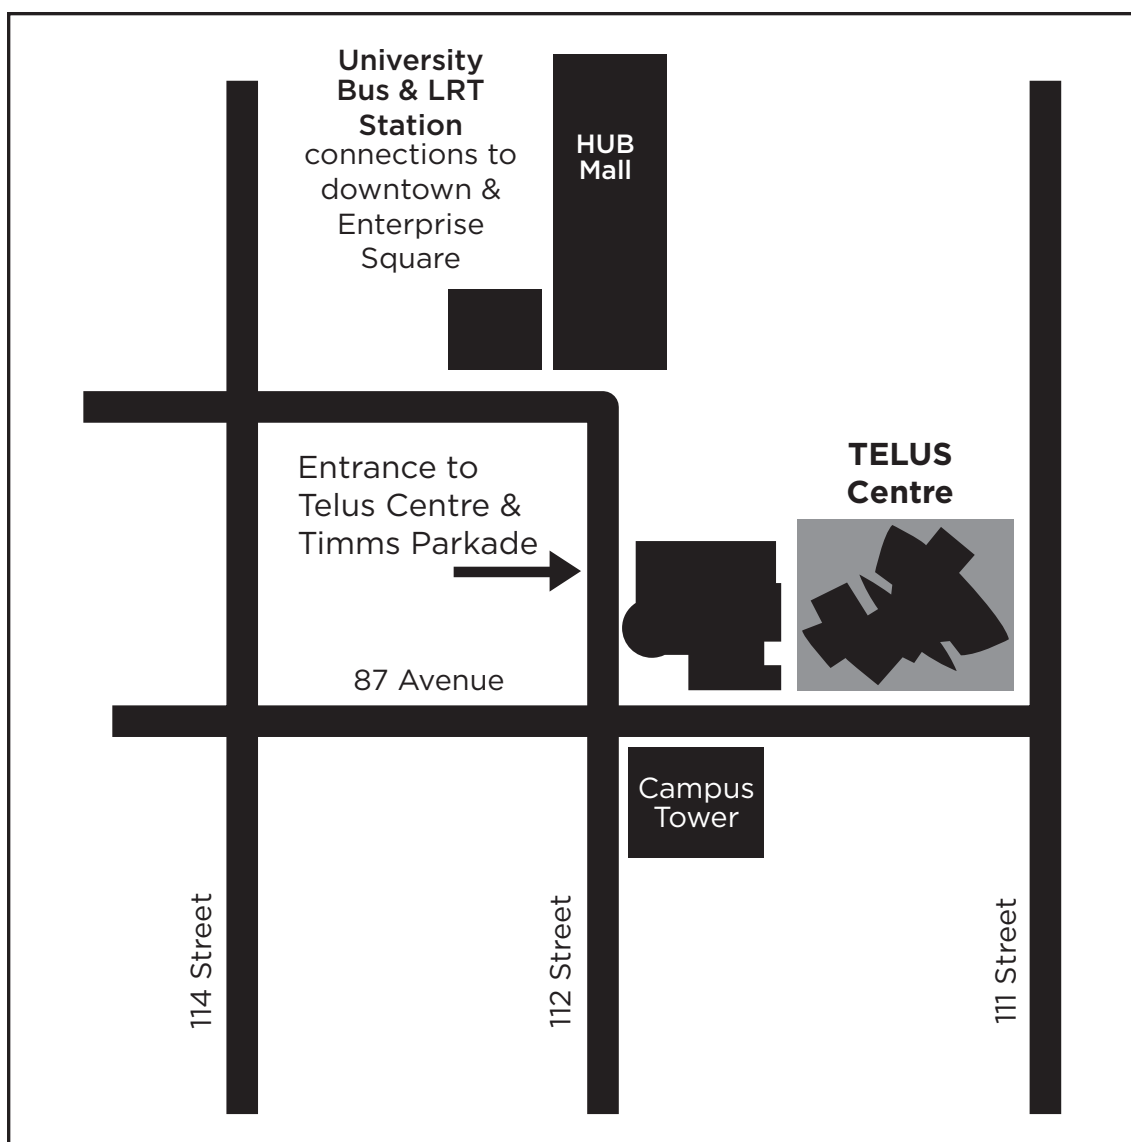 University
Bus & LRT
Station
connections to
downtown &
Enterprise
Square
HUB
Mall
Entrance to
Telus Centre &
Timms Parkade
TELUS
Centre
87 Avenue
Campus
Tower
114 Street
112 Street
111 Street